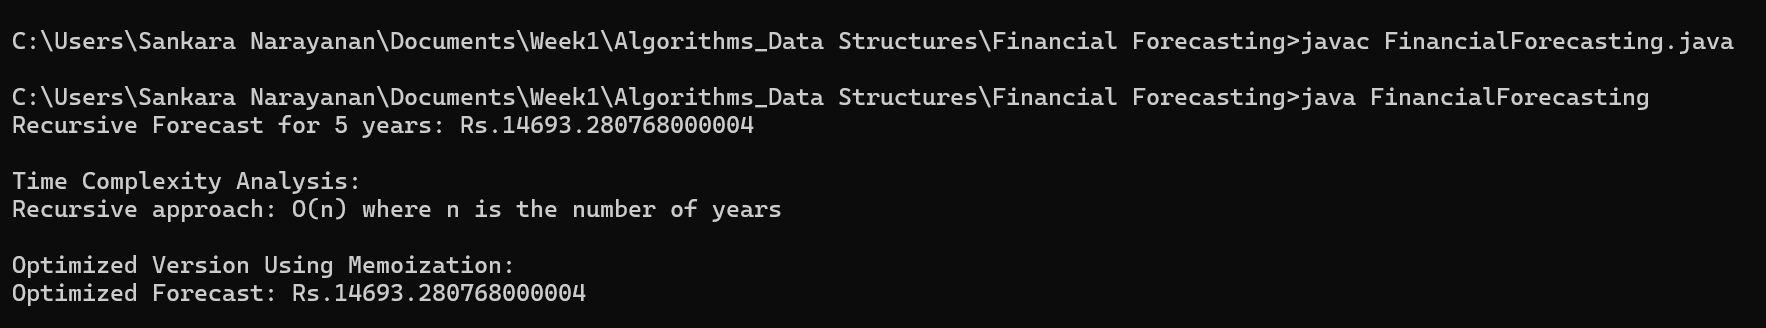 C:\Users\Sankara Narayanan\Documents\Week1\Algorithms_Data Structures\Financial Forecasting>javac FinancialForecasting.java
C:\Users\Sankara Narayanan\Documents\Week1\Algorithms_Data Structures\Financial Forecasting>java FinancialForecasting
Recursive Forecast for 5 years: Rs.14693.280768000004
Time Complexity Analysis:
Recursive approach: O(n) where n is the number of years
Optimized Version Using Memoization:
Optimized Forecast: Rs.14693.280768000004